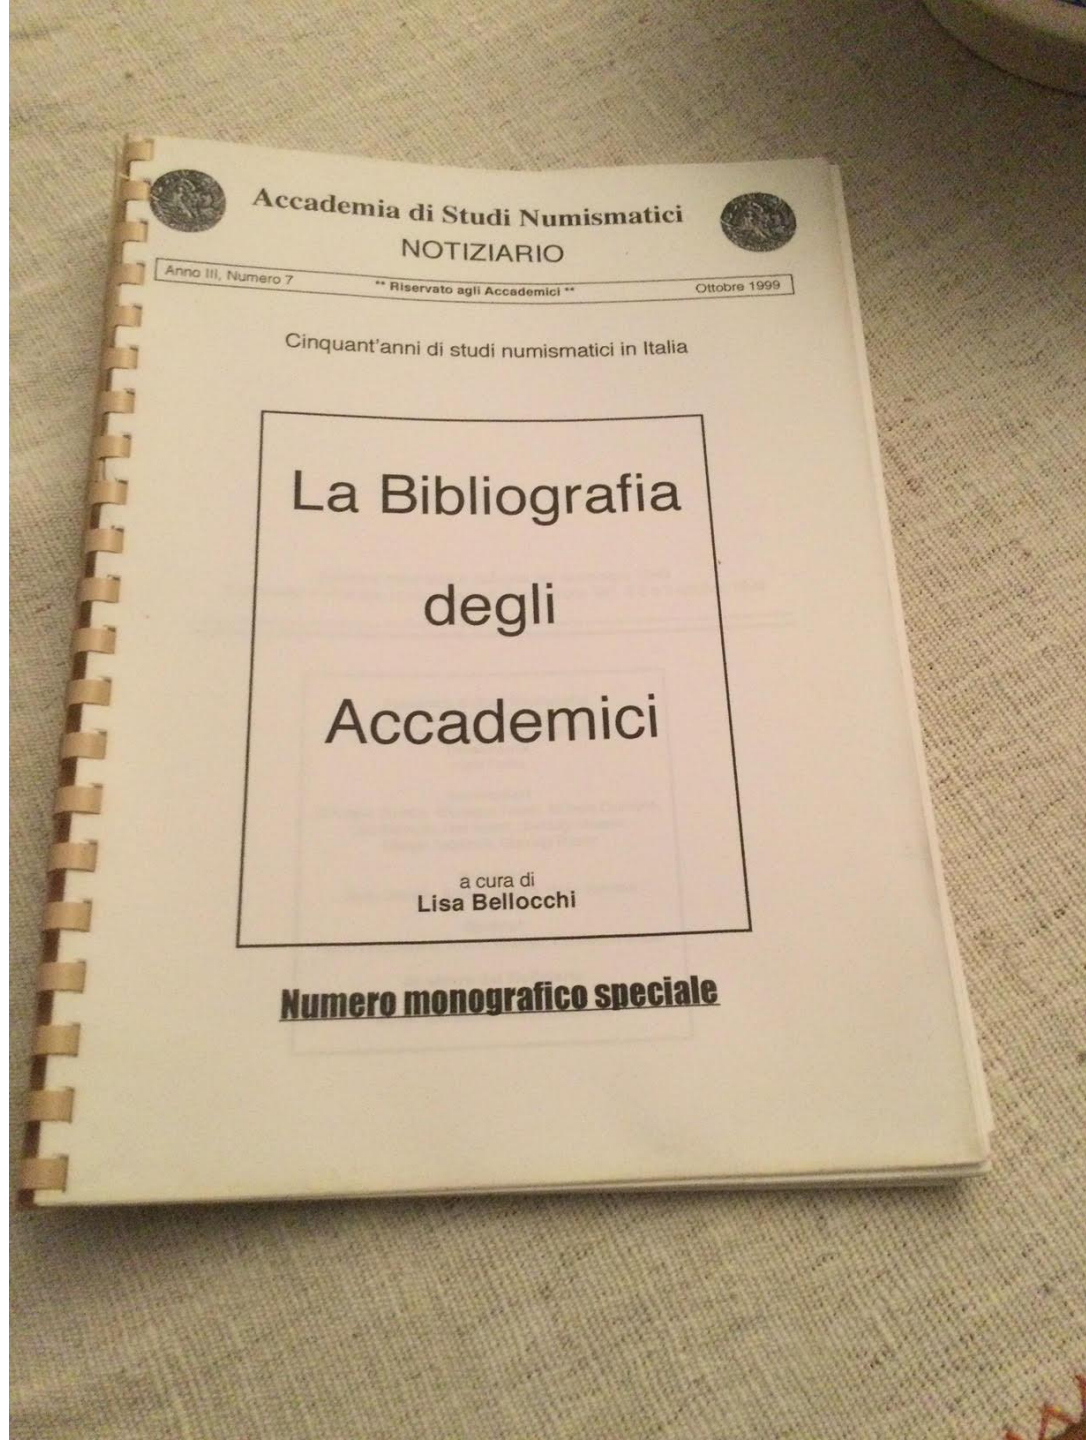 Accademia di Studi Numismatici
NOTIZIARIO
Anno III, Numero 7
** Riservato agli Accademici **
Ottobre 1999
Cinquant'anni di studi numismatici in Italia
La Bibliografia
degli
Accademici
a cura di
Lisa Bellocchi
Numero monografico speciale